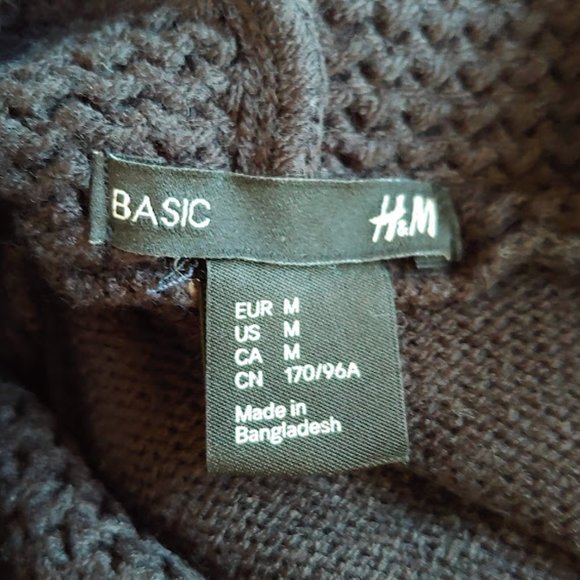 BASIC H&M
EUR M
US M
CA M
CN 170/96A
Made in
Bangladesh